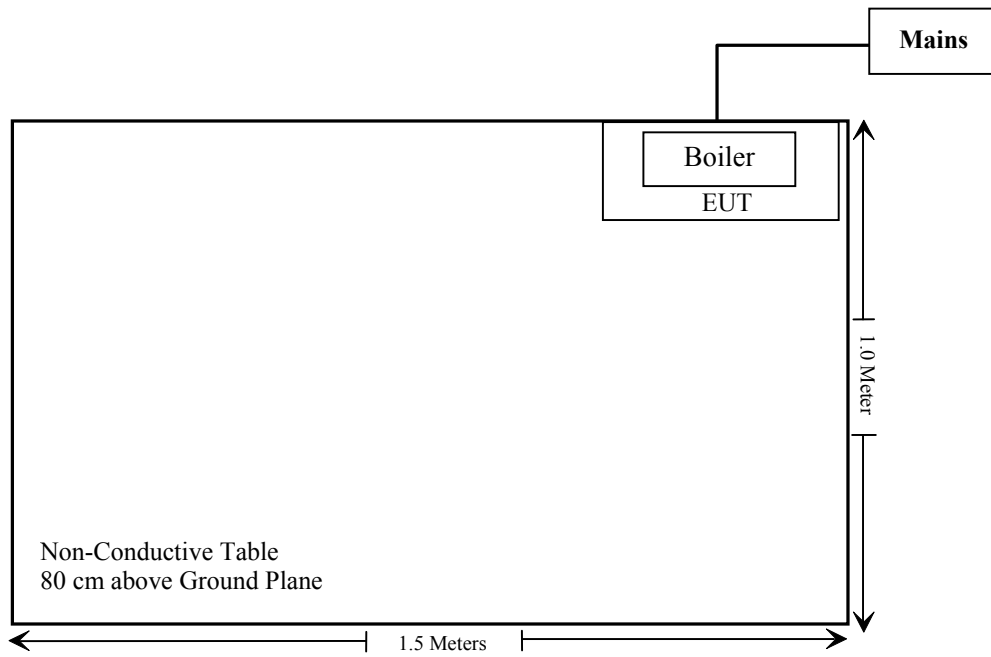 Mains
Boiler
EUT
1.0 Meter
Non-Conductive Table
80 cm above Ground Plane
1.5 Meters